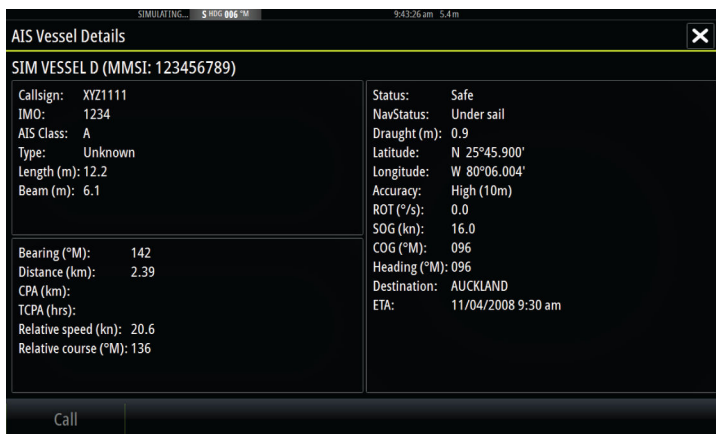 SIMULATING... S HDG 006 °M 9:43:26 am 5.4 m
AIS Vessel Details
SIM VESSEL D (MMSI: 123456789)
Callsign: XYZ1111
IMO: 1234
AIS Class: A
Type: Unknown
Length (m): 12.2
Beam (m): 6.1
Bearing (°M): 142
Distance (km): 2.39
CPA (km):
TCPA (hrs):
Relative speed (kn): 20.6
Relative course (°M): 136
Status: Safe
NavStatus: Under sail
Draught (m): 0.9
Latitude: N 25°45.900'
Longitude: W 80°06.004'
Accuracy: High (10m)
ROT (°/s): 0.0
SOG (kn): 16.0
COG (°M): 096
Heading (°M): 096
Destination: AUCKLAND
ETA: 11/04/2008 9:30 am
Call